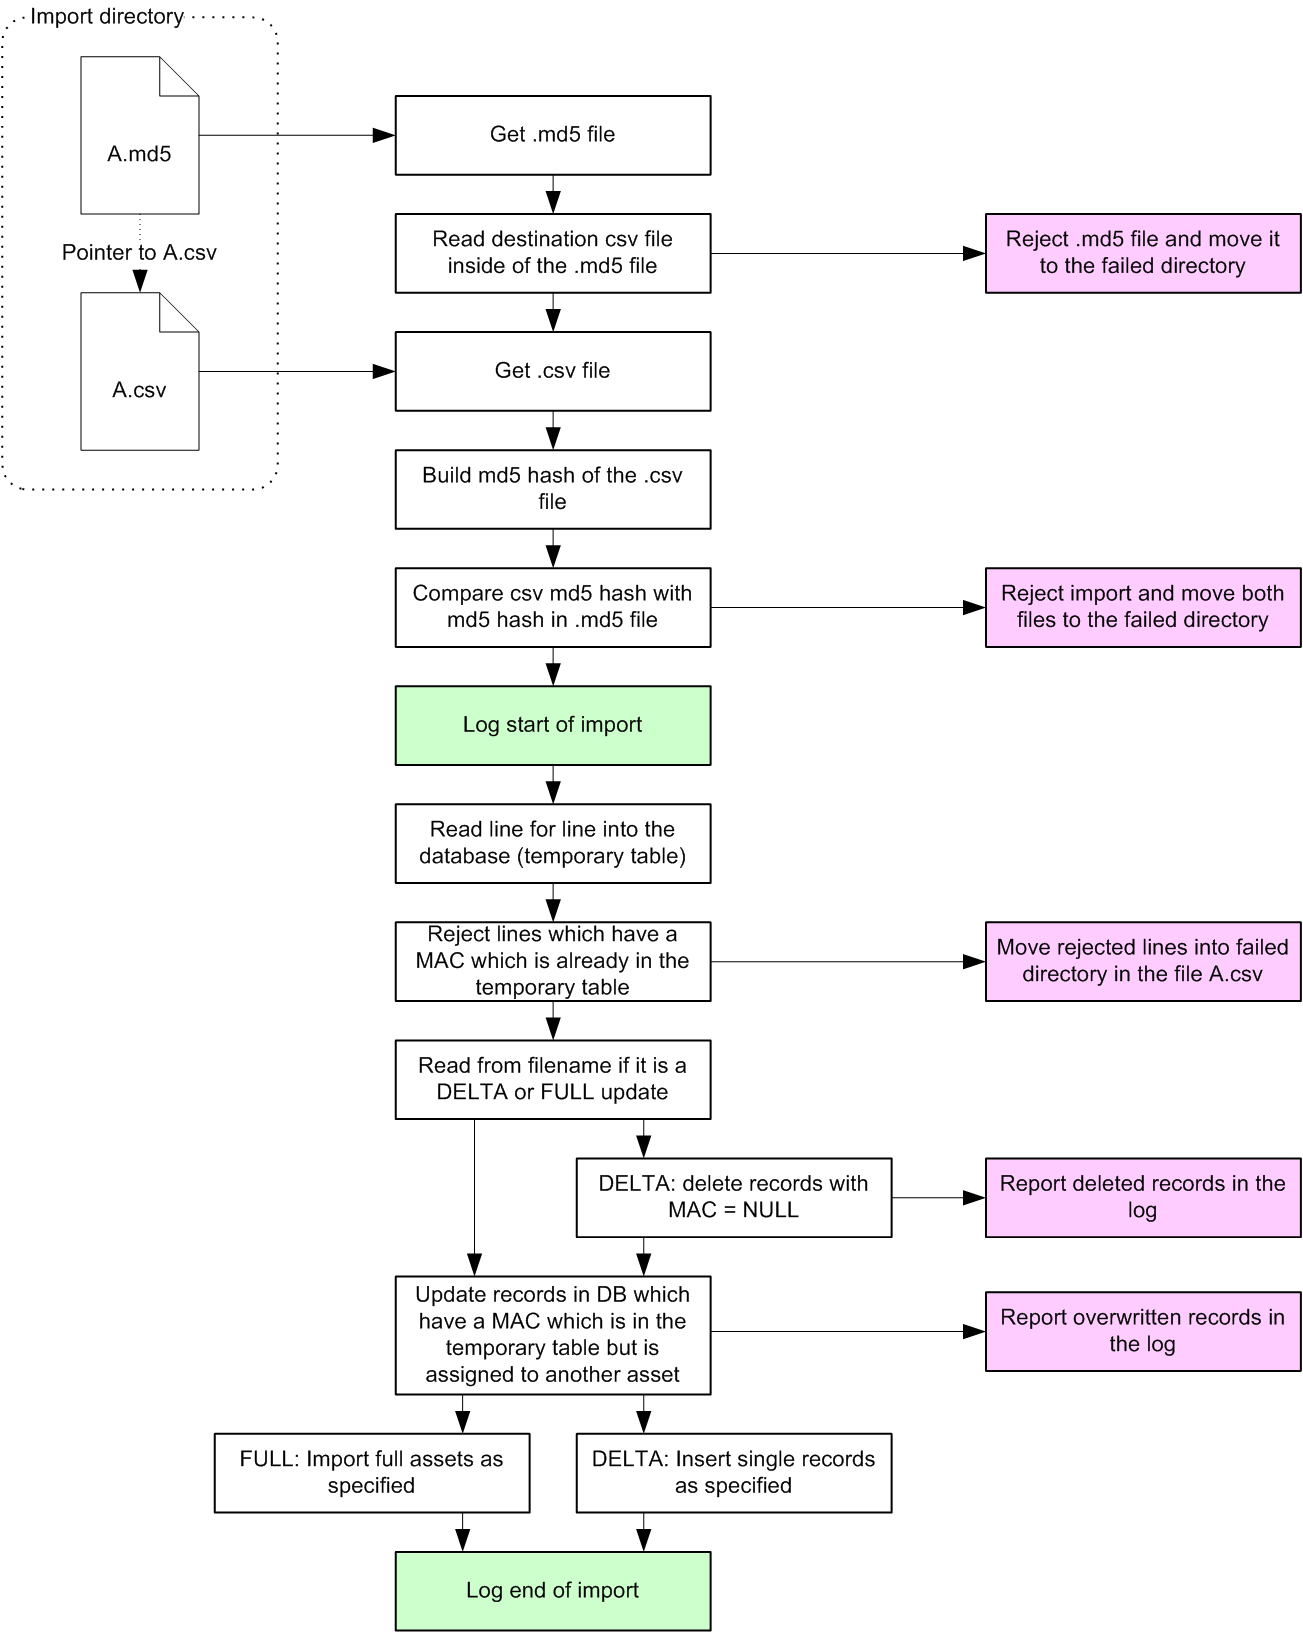 Import directory
A.md5
Get .md5 file
Read destination csv file
inside of the .md5 file
Reject .md5 file and move it
to the failed directory
Pointer to A.csv
A.csv
Get .csv file
Build md5 hash of the .csv
file
Compare csv md5 hash with
md5 hash in .md5 file
Reject import and move both
files to the failed directory
Log start of import
Read line for line into the
database (temporary table)
Reject lines which have a
MAC which is already in the
temporary table
Move rejected lines into failed
directory in the file A.csv
Read from filename if it is a
DELTA or FULL update
DELTA: delete records with
MAC = NULL
Report deleted records in the
log
Update records in DB which
have a MAC which is in the
temporary table but is
assigned to another asset
Report overwritten records in
the log
FULL: Import full assets as
specified
DELTA: Insert single records
as specified
Log end of import